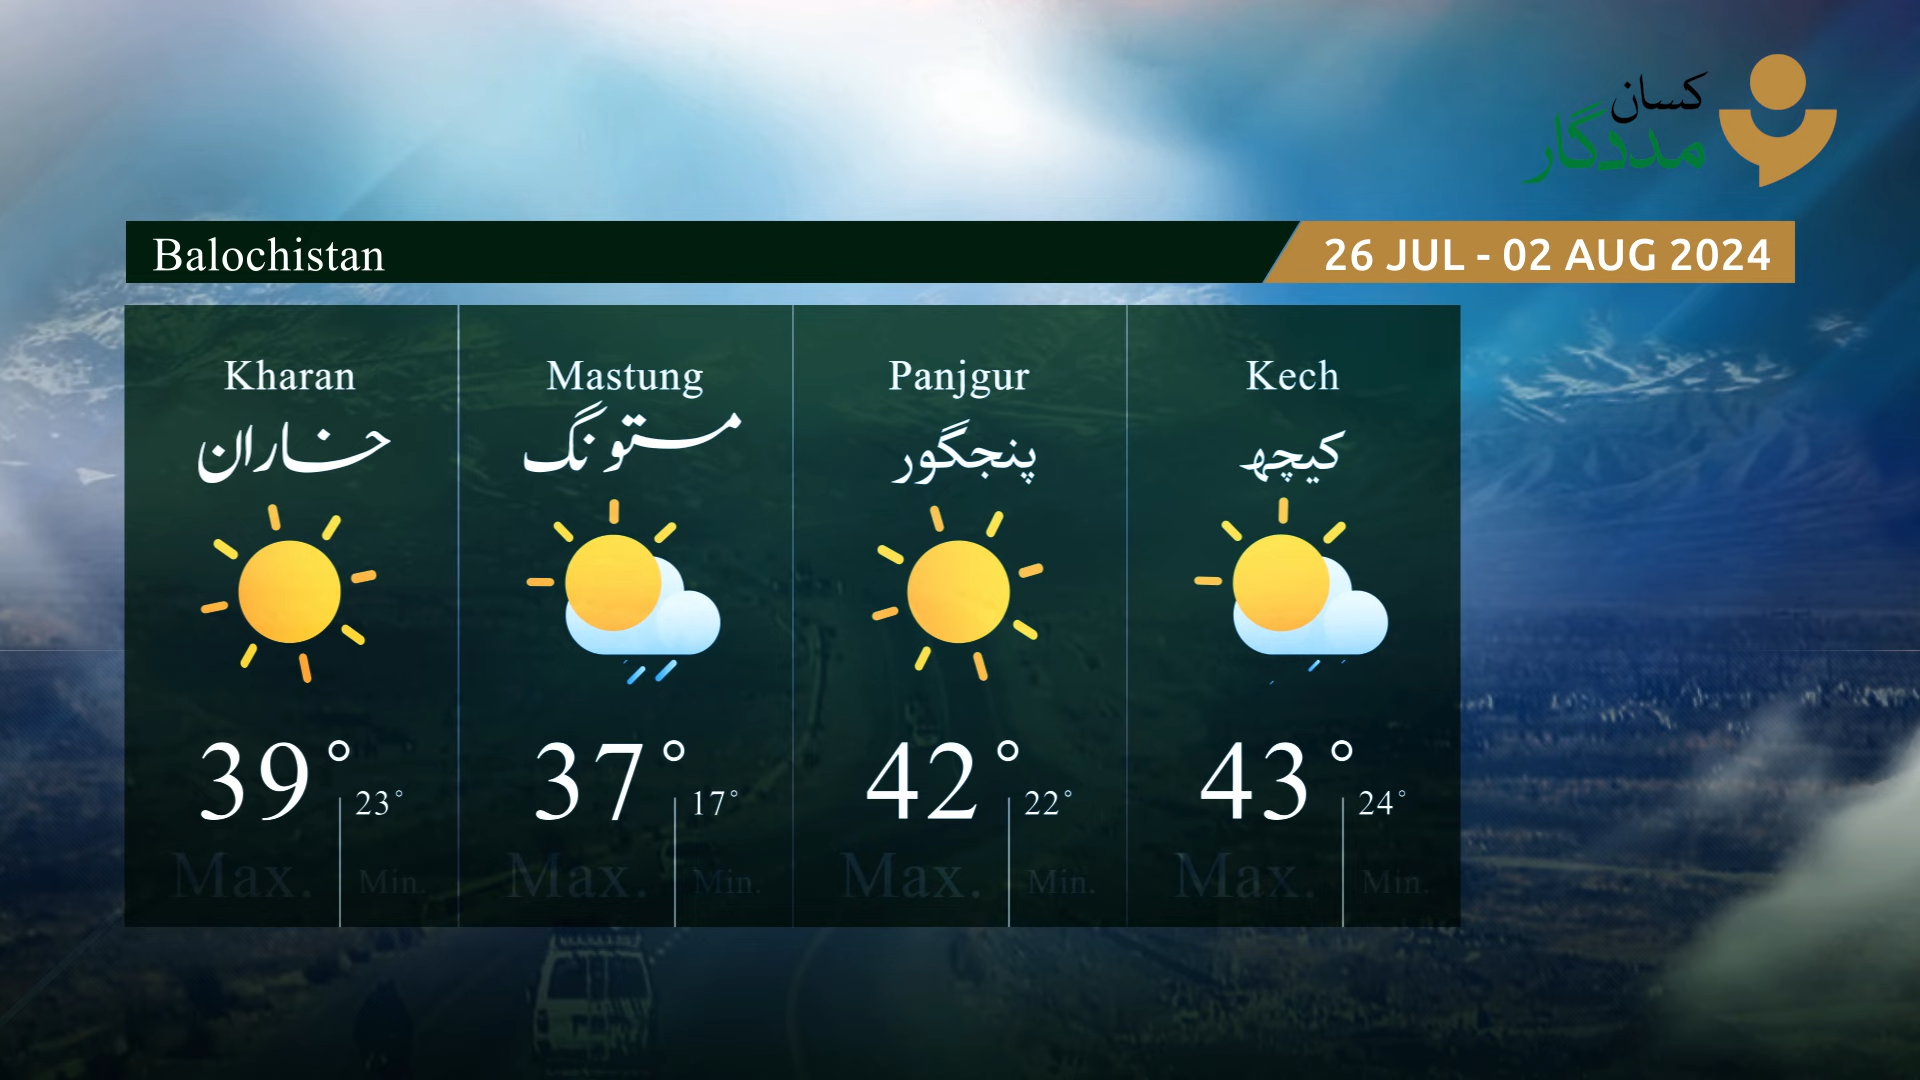 کسان
مددگار
Balochistan
26 JUL - 02 AUG 2024
Kharan
خاران
39°
23°
Max.
Min.
Mastung
مستونگ
37°
17°
Max.
Min.
Panjgur
پنجگور
42°
22°
Max.
Min.
Kech
کیچھ
43°
24°
Max.
Min.